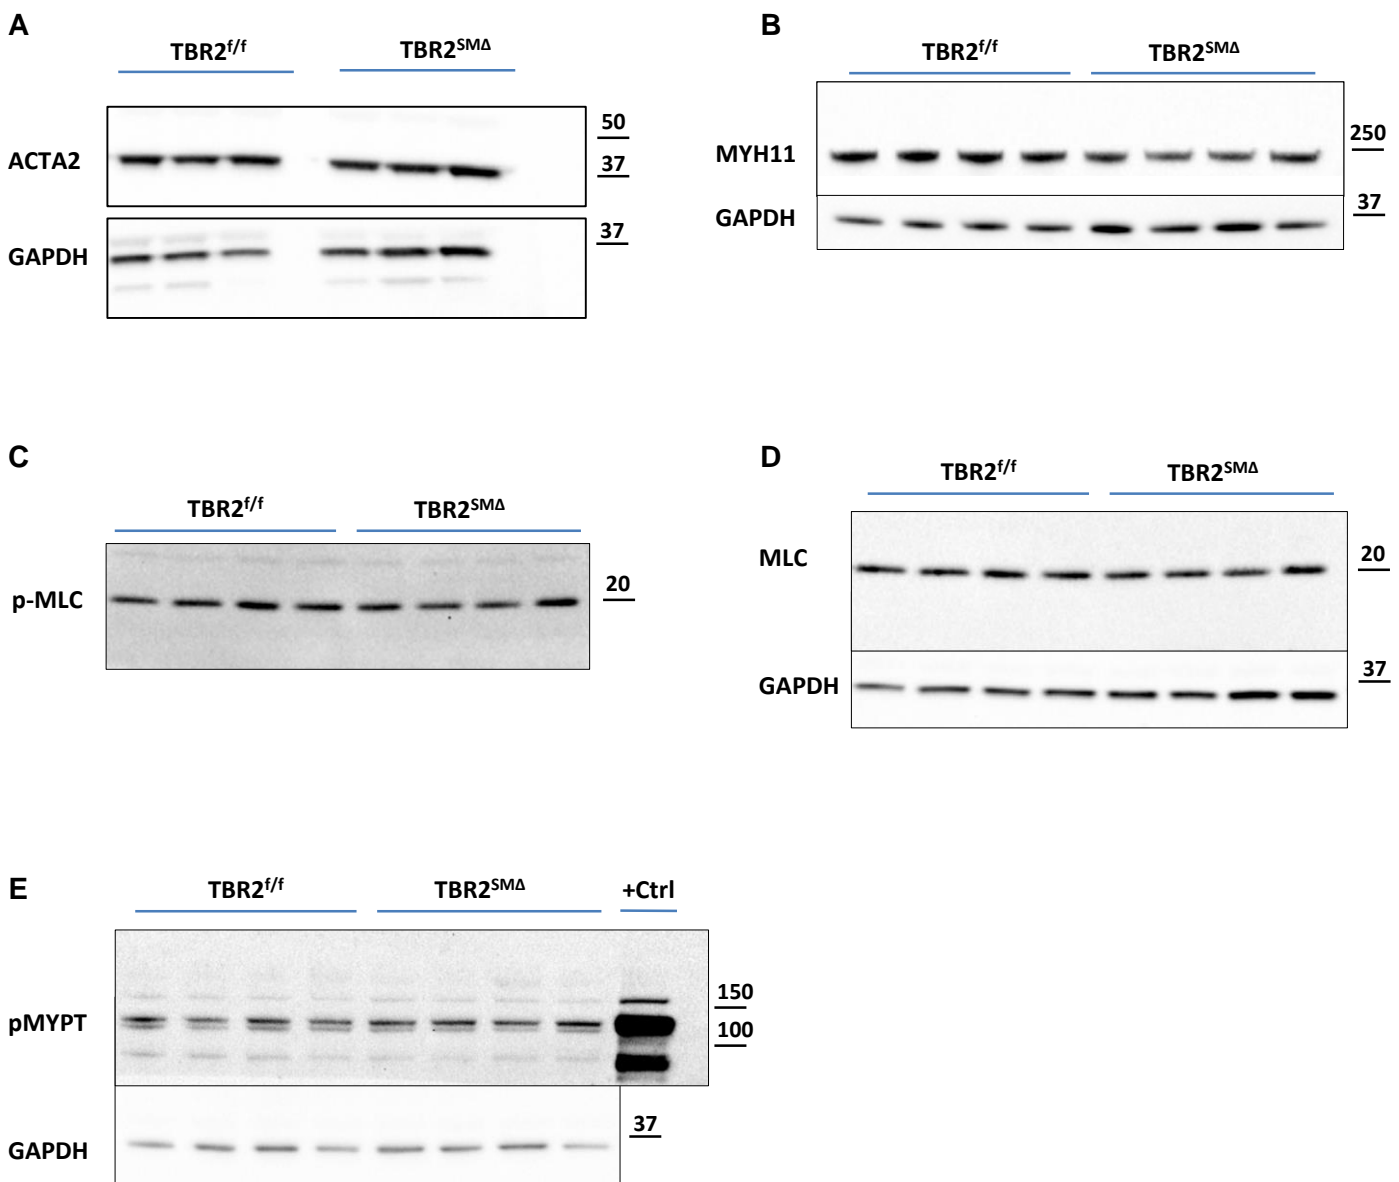 A
TBR2f/f
TBR2SMΔ
ACTA2
50
37
GAPDH
37
B
TBR2f/f
TBR2SMΔ
MYH11
250
GAPDH
37
C
TBR2f/f
TBR2SMΔ
p-MLC
20
D
TBR2f/f
TBR2SMΔ
MLC
20
GAPDH
37
E
TBR2f/f
TBR2SMΔ
+Ctrl
pMYPT
150
100
GAPDH
37